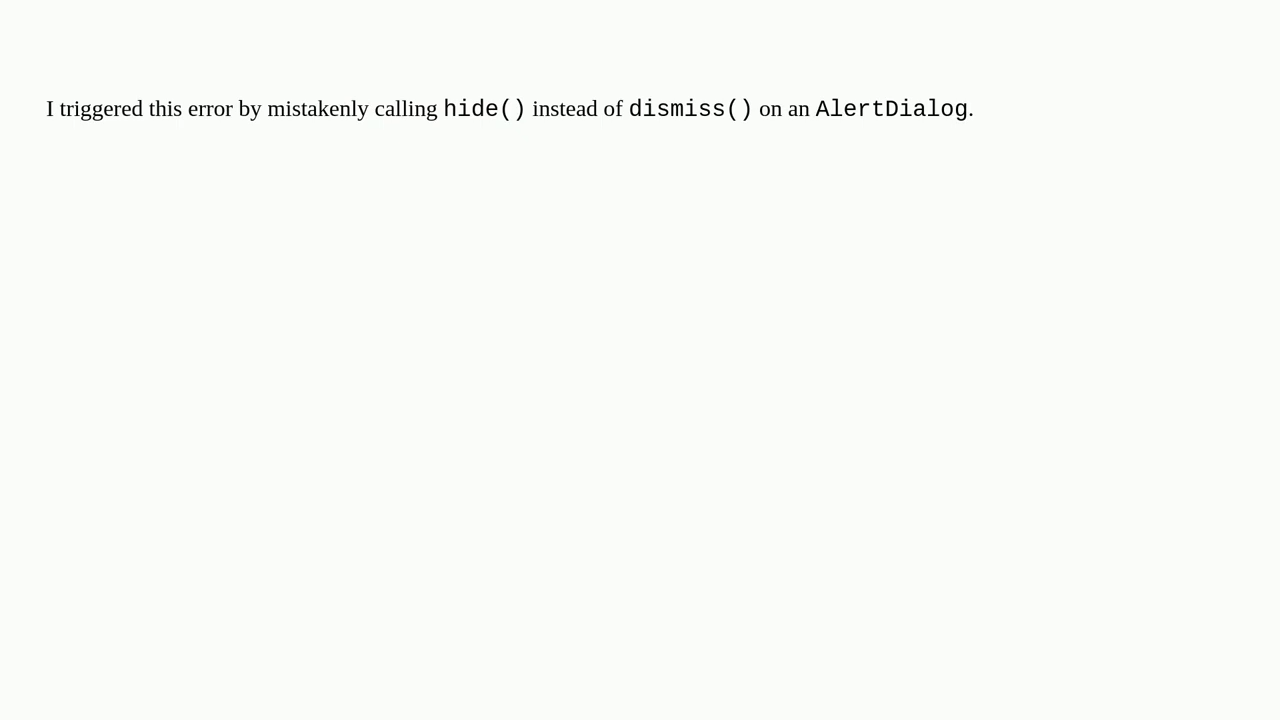 I triggered this error by mistakenly calling hide() instead of dismiss() on an AlertDialog.